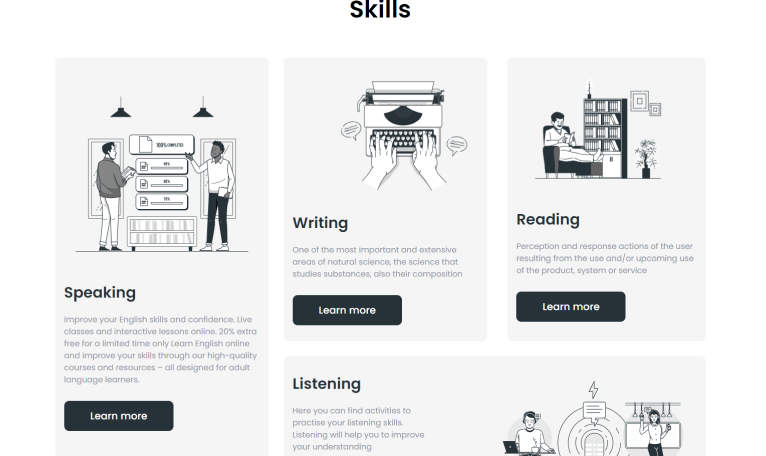 Skills
100% COMPLETED
Speaking
Improve your English skills and confidence. Live
classes and interactive lessons online. 20% extra
free for a limited time only Learn English online
and improve your skills through our high-quality
courses and resources – all designed for adult
language learners.
Learn more
Writing
One of the most important and extensive
areas of natural science, the science that
studies substances, also their composition
Learn more
Reading
Perception and response actions of the user
resulting from the use and/or upcoming use
of the product, system or service
Learn more
Listening
Here you can find activities to
practise your listening skills.
Listening will help you to improve
your understanding